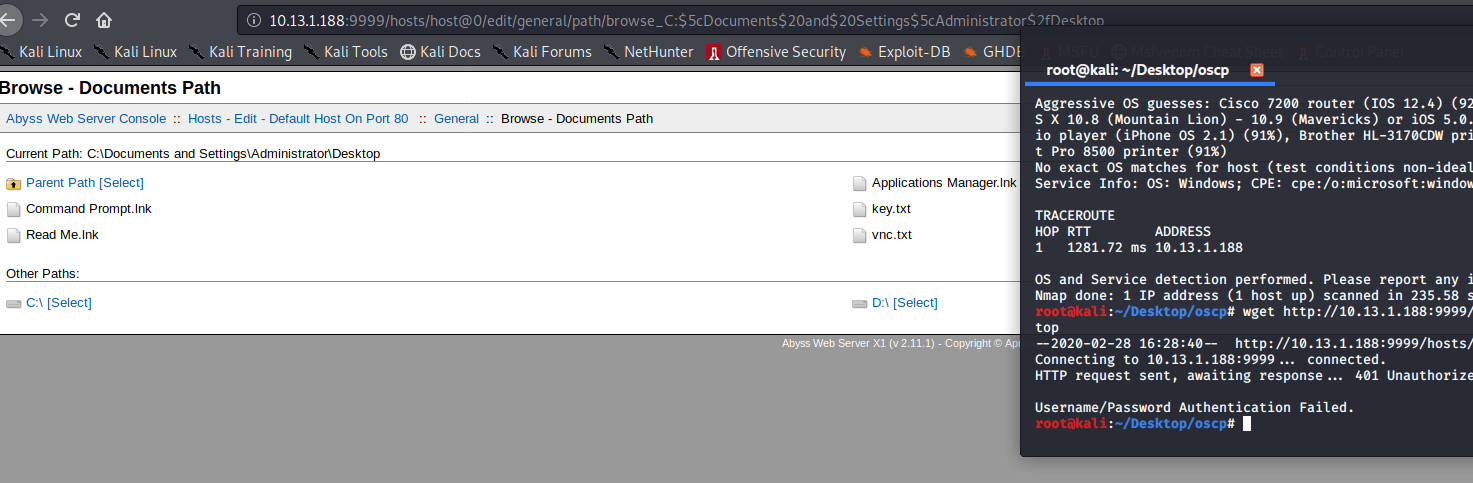 10.13.1.188:9999/hosts/host@0/edit/general/path/browse_C:$5cDocuments$20and$20Settings$5cAdministrator$2fDesktop
Kali Linux Kali Linux Kali Training Kali Tools Kali Docs Kali Forums NetHunter Offensive Security Exploit-DB GHDB
Browse - Documents Path
Abyss Web Server Console :: Hosts - Edit - Default Host On Port 80 :: General :: Browse - Documents Path
Current Path: C:\Documents and Settings\Administrator\Desktop
Parent Path [Select] Applications Manager.lnk
Command Prompt.lnk key.txt
Read Me.lnk vnc.txt
Other Paths:
C:\ [Select] D:\ [Select]
Abyss Web Server X1 (v 2.11.1) - Copyright © Ap
root@kali: ~/Desktop/oscp
Aggressive OS guesses: Cisco 7200 router (IOS 12.4) (92
S X 10.8 (Mountain Lion) - 10.9 (Mavericks) or iOS 5.0.
io player (iPhone OS 2.1) (91%), Brother HL-3170CDW pri
t Pro 8500 printer (91%)
No exact OS matches for host (test conditions non-ideal
Service Info: OS: Windows; CPE: cpe:/o:microsoft:window
TRACEROUTE
HOP RTT ADDRESS
1 1281.72 ms 10.13.1.188
OS and Service detection performed. Please report any i
Nmap done: 1 IP address (1 host up) scanned in 235.58 s
root@kali:~/Desktop/oscp# wget http://10.13.1.188:9999/
top
--2020-02-28 16:28:40-- http://10.13.1.188:9999/hosts/
Connecting to 10.13.1.188:9999... connected.
HTTP request sent, awaiting response... 401 Unauthorize
Username/Password Authentication Failed.
root@kali:~/Desktop/oscp#